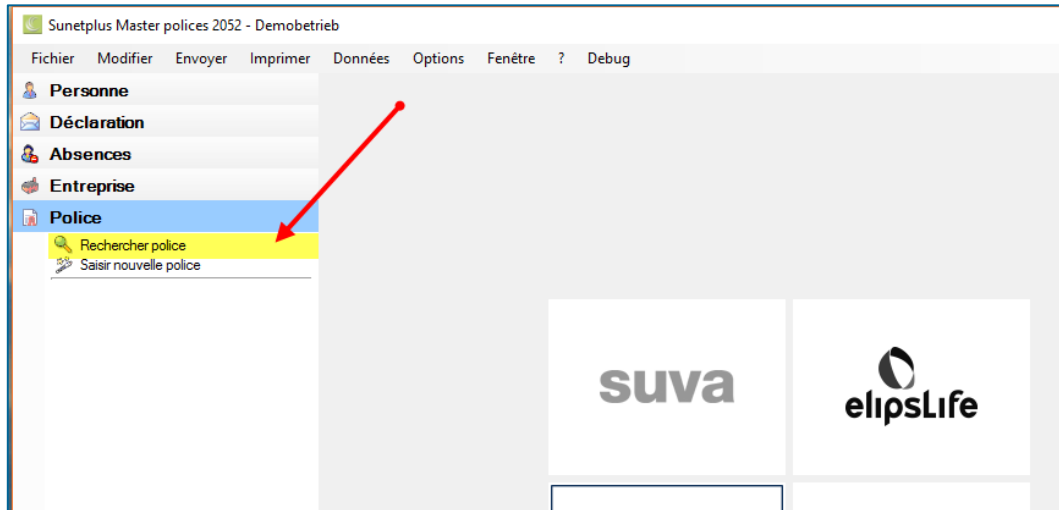 Sunetplus Master polices 2052 - Demobetrieb
Fichier Modifier Envoyer Imprimer Données Options Fenêtre ? Debug
Personne
Déclaration
Absences
Entreprise
Police
Rechercher police
Saisir nouvelle police
suva
elipsLife